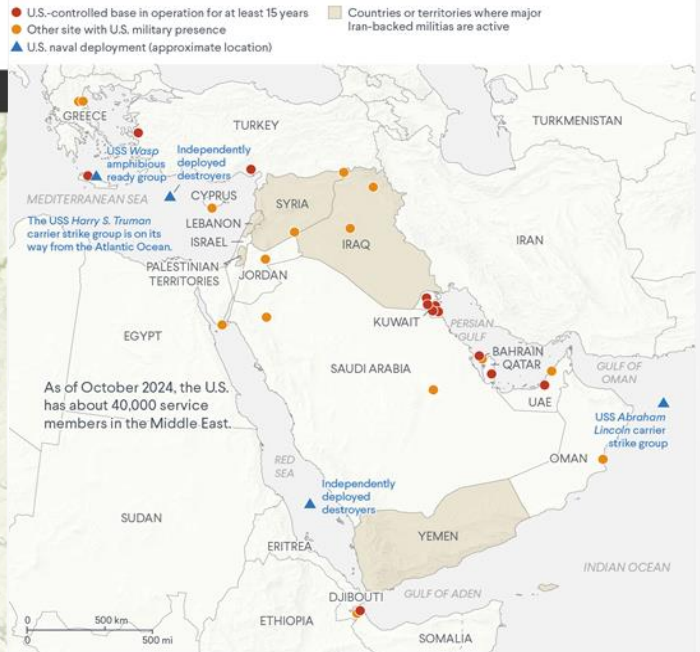 U.S.-controlled base in operation for at least 15 years
Other site with U.S. military presence
U.S. naval deployment (approximate location)
Countries or territories where major
Iran-backed militias are active
GREECE
TURKEY
TURKMENISTAN
USS Wasp
amphibious
ready group
Independently
deployed
destroyers
MEDITERRANEAN SEA
CYPRUS
SYRIA
The USS Harry S. Truman
carrier strike group is on its
way from the Atlantic Ocean.
LEBANON
ISRAEL
IRAQ
IRAN
PALESTINIAN
TERRITORIES
JORDAN
KUWAIT
PERSIAN
GULF
EGYPT
BAHRAIN
QATAR
SAUDI ARABIA
GULF OF
OMAN
As of October 2024, the U.S.
has about 40,000 service
members in the Middle East.
UAE
USS Abraham
Lincoln carrier
strike group
OMAN
RED
SEA
Independently
deployed
destroyers
SUDAN
YEMEN
ERITREA
INDIAN OCEAN
DJIBOUTI
GULF OF ADEN
ETHIOPIA
SOMALIA
0 500 km
0 500 mi